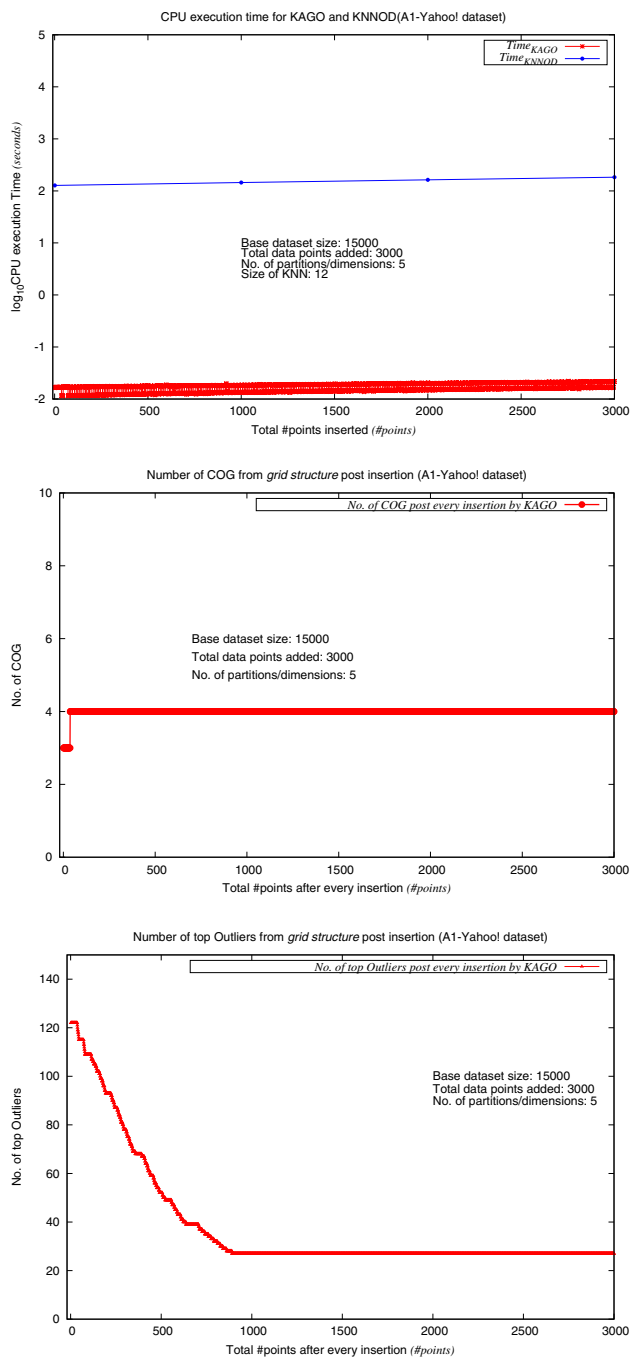 CPU execution time for KAGO and KNNOD(A1-Yahoo! dataset)
5
4
3
2
1
0
-1
-2
log10CPU execution Time (seconds)
TimeKAGO
TimeKNNOD
Base dataset size: 15000
Total data points added: 3000
No. of partitions/dimensions: 5
Size of KNN: 12
0 500 1000 1500 2000 2500 3000
Total #points inserted (#points)
Number of COG from grid structure post insertion (A1-Yahoo! dataset)
10
8
6
4
2
0
No. of COG
No. of COG post every insertion by KAGO
Base dataset size: 15000
Total data points added: 3000
No. of partitions/dimensions: 5
0 500 1000 1500 2000 2500 3000
Total #points after every insertion (#points)
Number of top Outliers from grid structure post insertion (A1-Yahoo! dataset)
140
120
100
80
60
40
20
0
No. of top Outliers
No. of top Outliers post every insertion by KAGO
Base dataset size: 15000
Total data points added: 3000
No. of partitions/dimensions: 5
0 500 1000 1500 2000 2500 3000
Total #points after every insertion (#points)